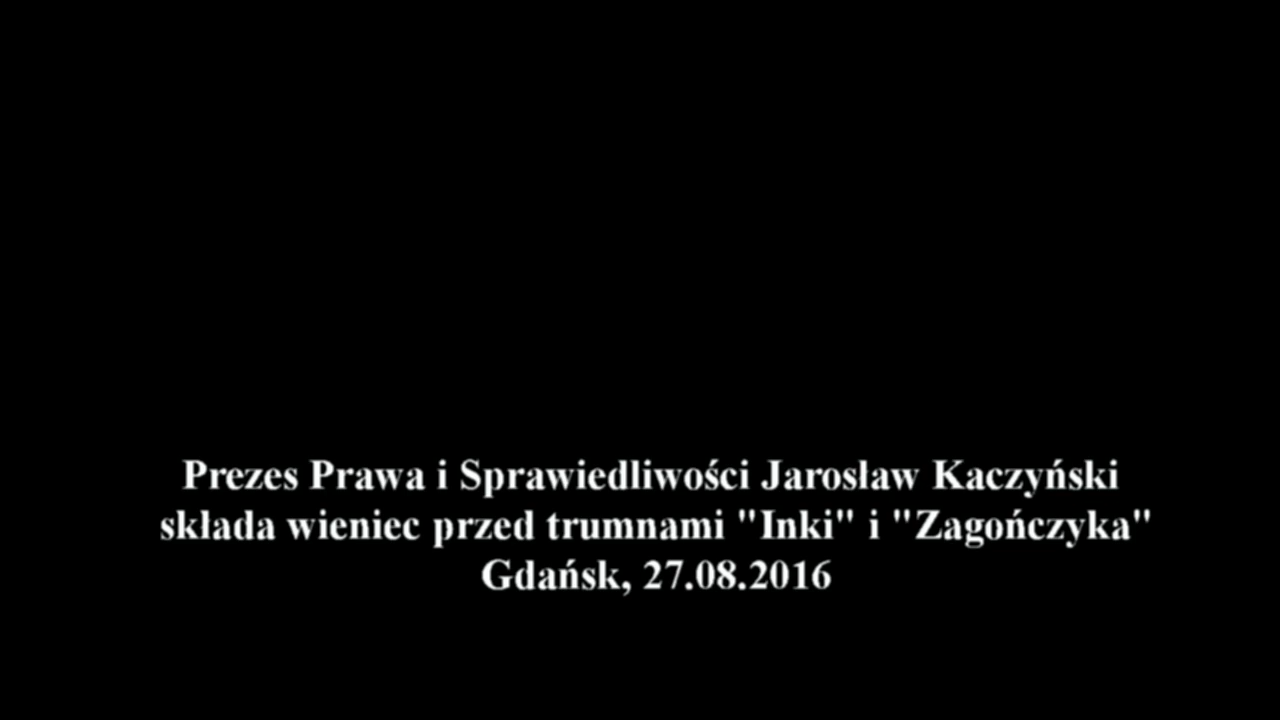 Prezes Prawa i Sprawiedliwości Jarosław Kaczyński
składa wieniec przed trumnami "Inki" i "Zagończyka"
Gdańsk, 27.08.2016